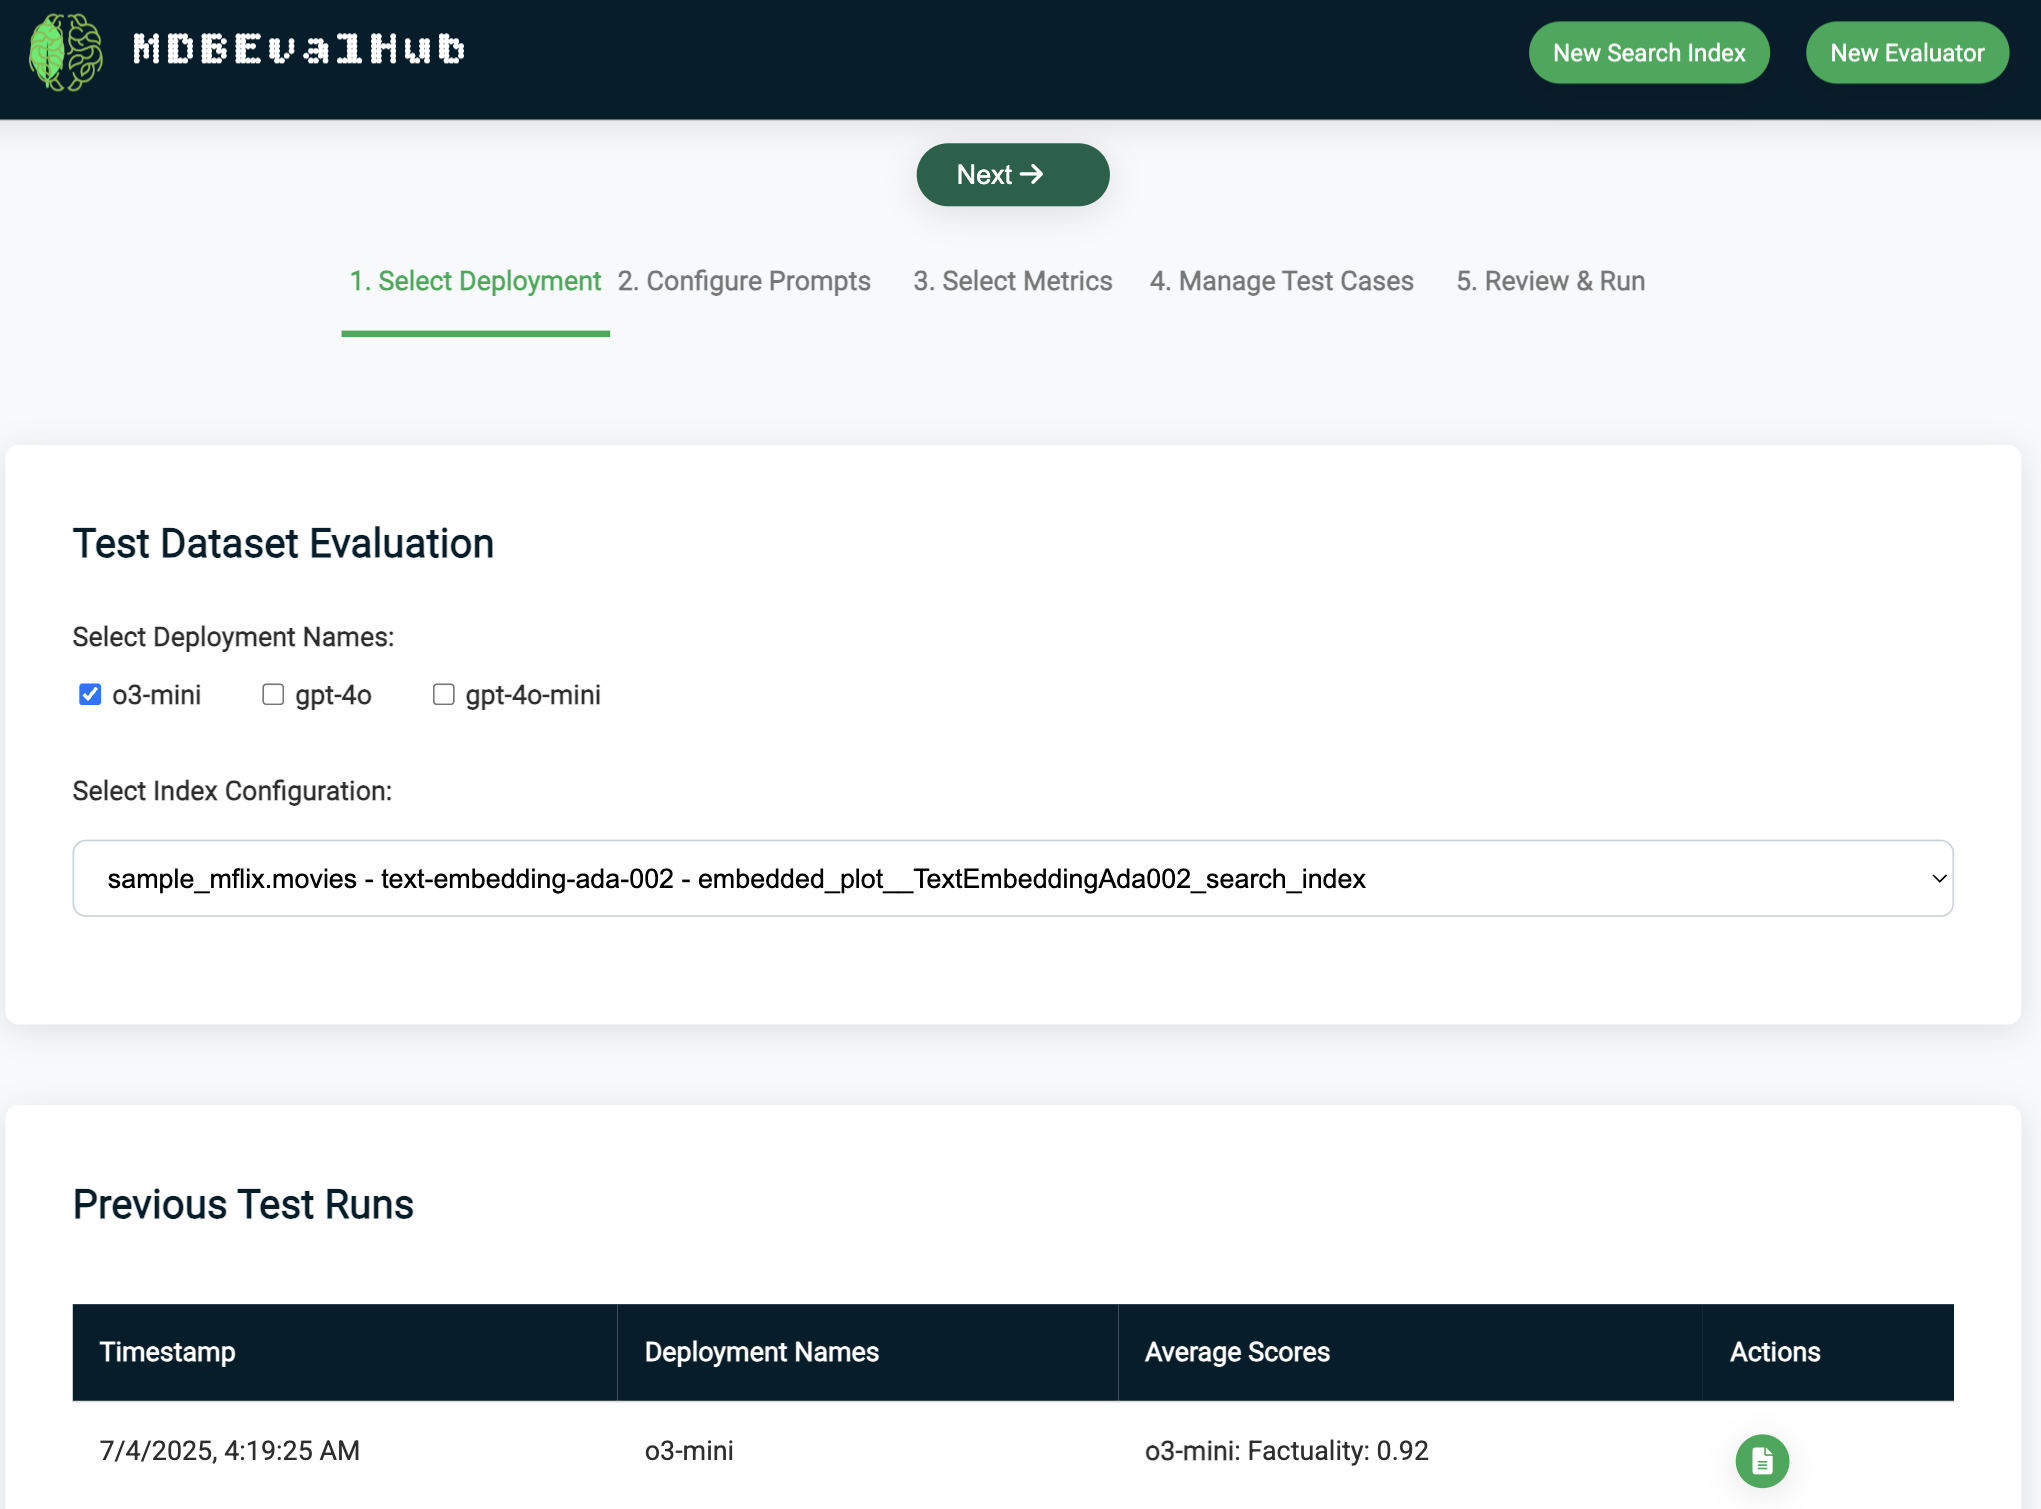 MDBEvalHub
New Search Index
New Evaluator
Next →
1. Select Deployment
2. Configure Prompts
3. Select Metrics
4. Manage Test Cases
5. Review & Run
Test Dataset Evaluation
Select Deployment Names:
o3-mini
gpt-4o
gpt-4o-mini
Select Index Configuration:
sample_mflix.movies - text-embedding-ada-002 - embedded_plot__TextEmbeddingAda002_search_index
Previous Test Runs
Timestamp
Deployment Names
Average Scores
Actions
7/4/2025, 4:19:25 AM
o3-mini
o3-mini: Factuality: 0.92